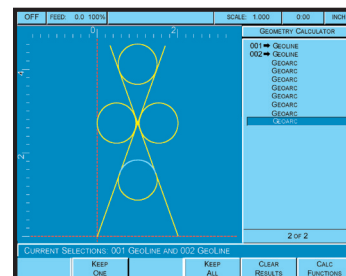 OFF FEED: 0.0 100% SCALE: 1.000 0:00 INCH
0 2
GEOMETRY CALCULATOR
001➡ GEOLINE
002➡ GEOLINE
GEOARC
GEOARC
GEOARC
GEOARC
GEOARC
GEOARC
GEOARC
GEOARC
4
2
2 OF 2
CURRENT SELECTIONS: 001 GEOLINE AND 002 GEOLINE
KEEP ONE
KEEP ALL
CLEAR RESULTS
CALC FUNCTIONS